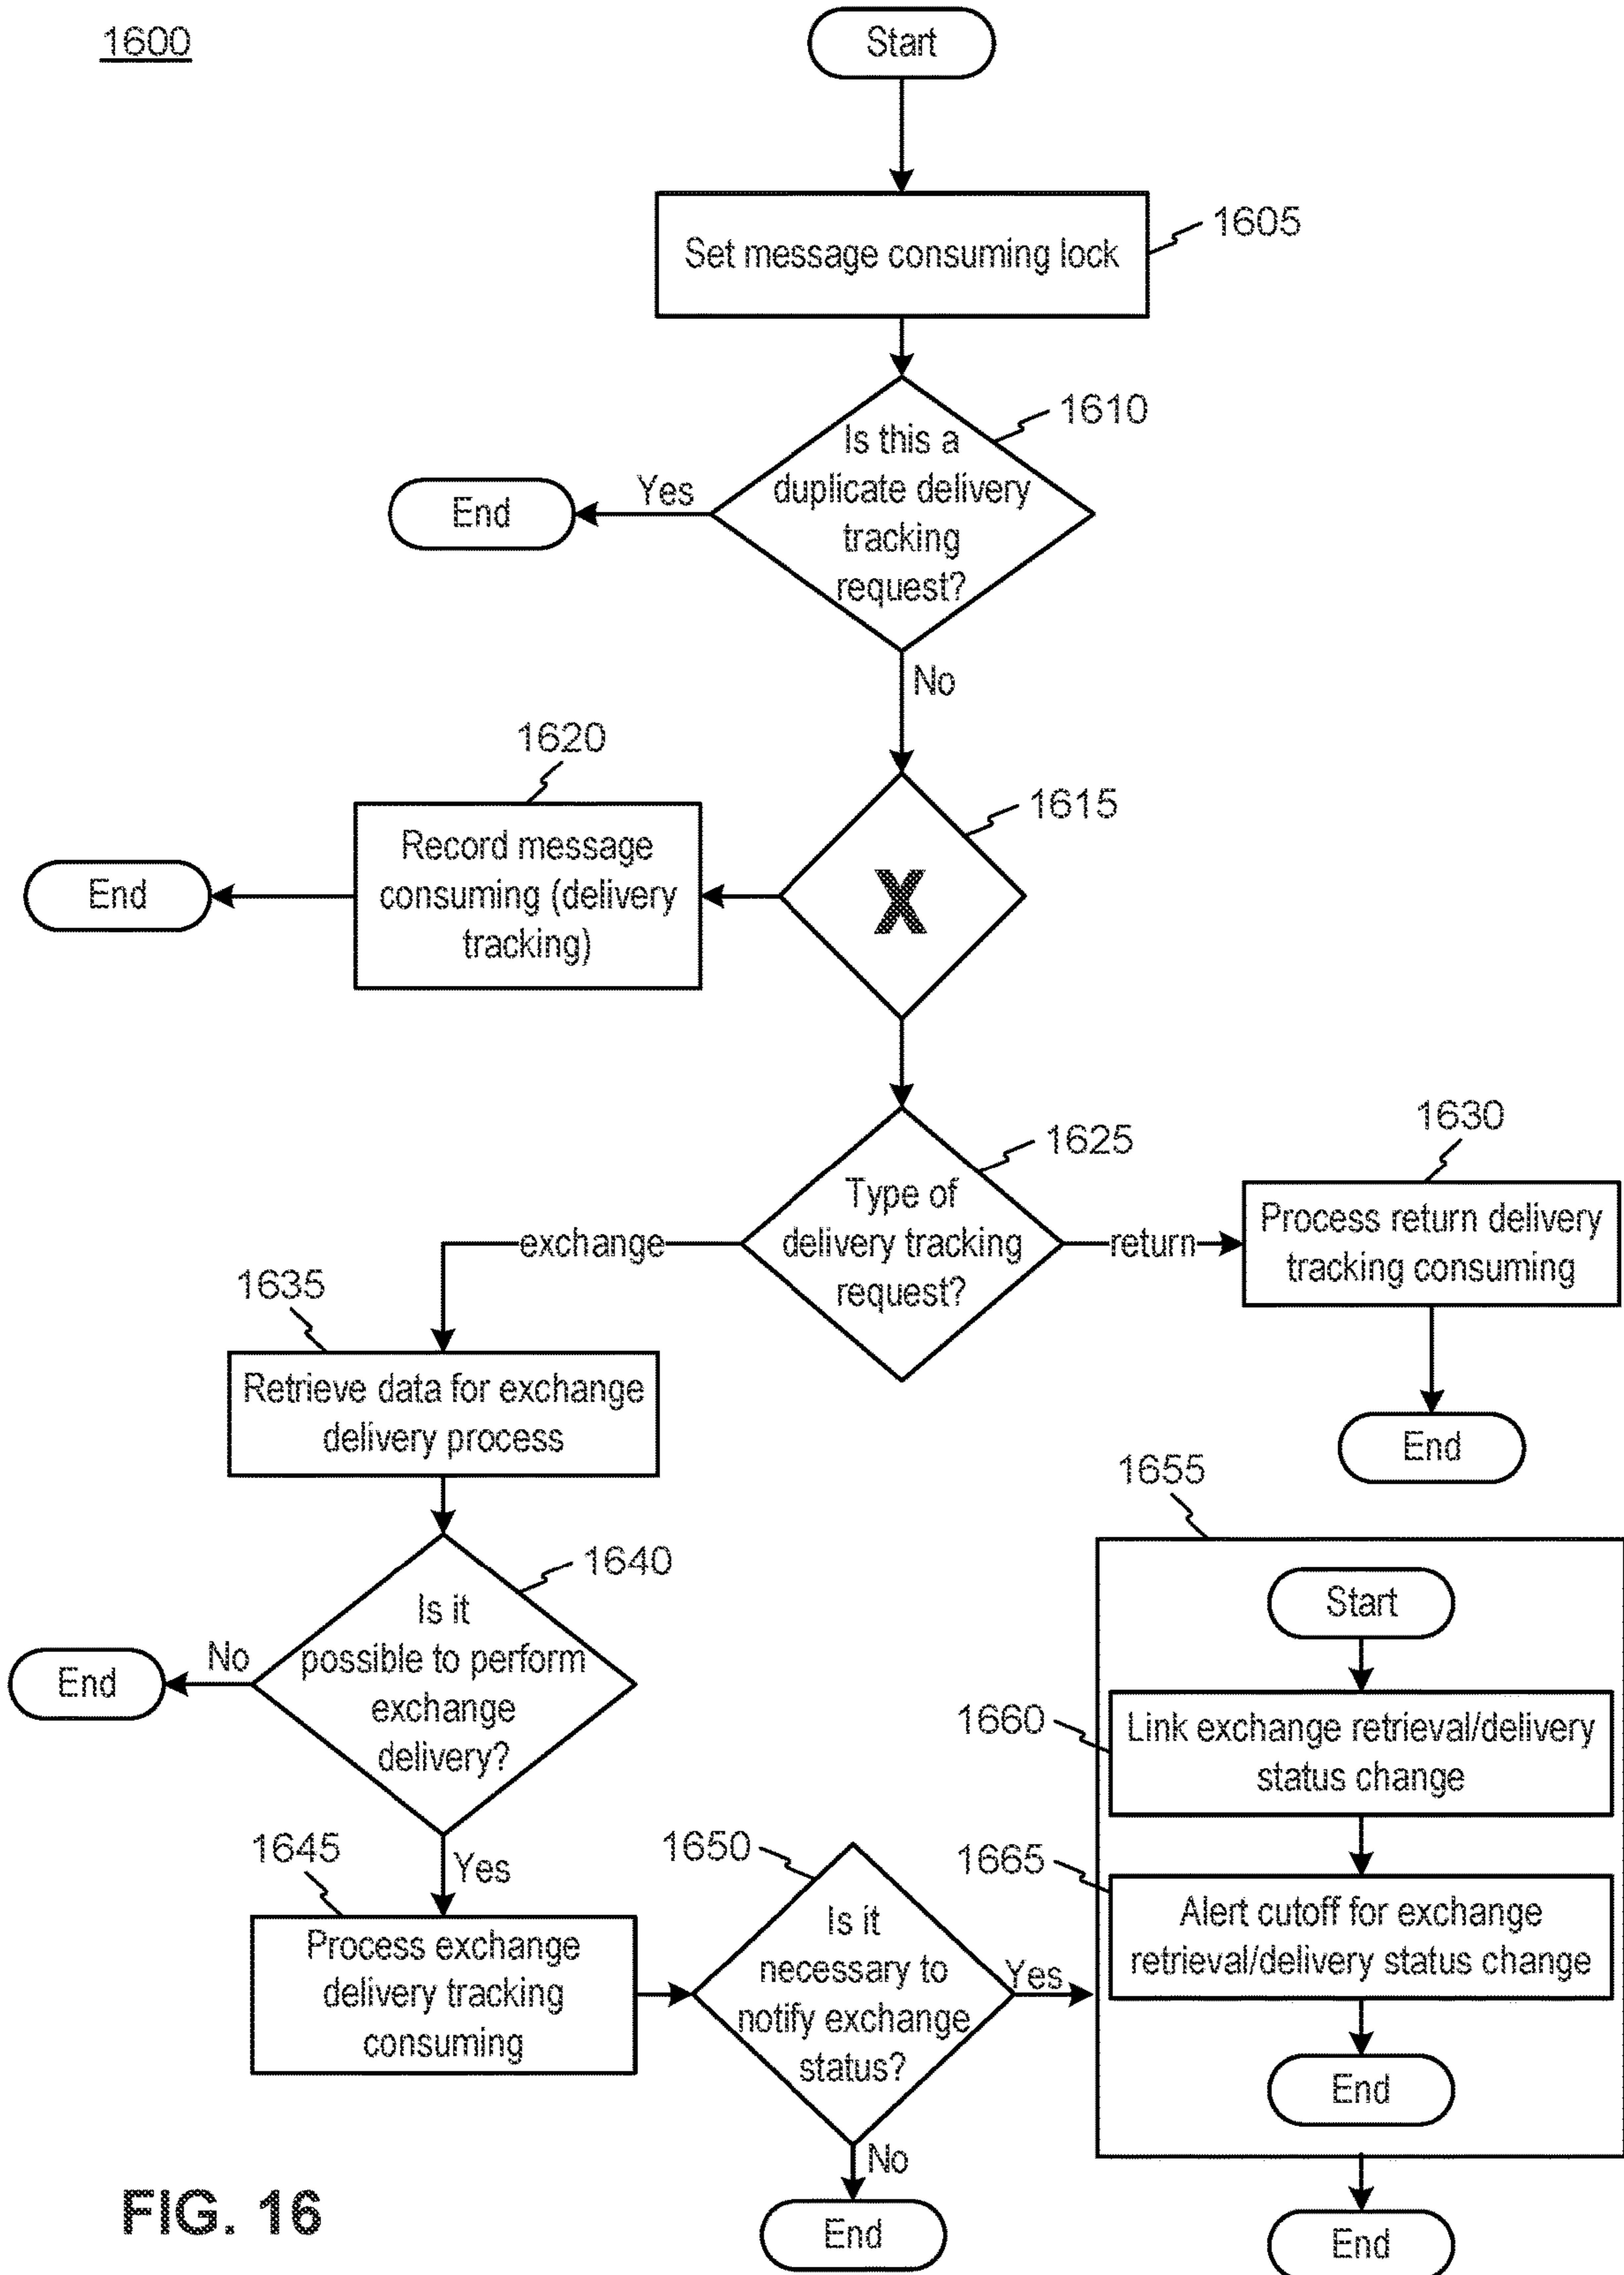 1600
Start
Set message consuming lock
1605
Is this a
duplicate delivery
tracking
request?
1610
Yes
End
No
1615
X
1620
Record message
consuming (delivery
tracking)
End
1625
Type of
delivery tracking
request?
exchange
return
1630
Process return delivery
tracking consuming
End
1635
Retrieve data for exchange
delivery process
1640
Is it
possible to perform
exchange
delivery?
No
End
Yes
1645
Process exchange
delivery tracking
consuming
1650
Is it
necessary to
notify exchange
status?
Yes
No
End
1655
Start
1660
Link exchange retrieval/delivery
status change
1665
Alert cutoff for exchange
retrieval/delivery status change
End
End
FIG. 16